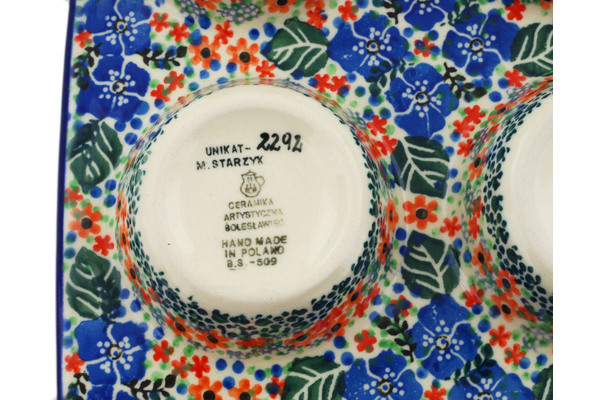 UNIKAT- 2292
M. STARZYK
CERAMIKA
ARTYSTYCZNA
BOLESŁAWIEC
HAND MADE
IN POLAND
B.S.-509